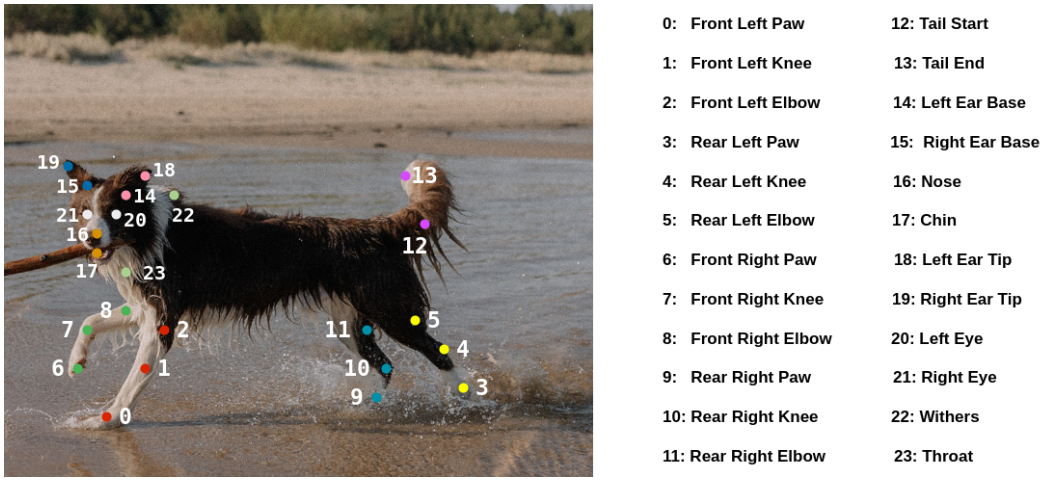 19
18
15
14
21
20
22
16
13
12
17
23
8
7
2
11
5
6
1
10
4
9
3
0
0: Front Left Paw
1: Front Left Knee
2: Front Left Elbow
3: Rear Left Paw
4: Rear Left Knee
5: Rear Left Elbow
6: Front Right Paw
7: Front Right Knee
8: Front Right Elbow
9: Rear Right Paw
10: Rear Right Knee
11: Rear Right Elbow
12: Tail Start
13: Tail End
14: Left Ear Base
15: Right Ear Base
16: Nose
17: Chin
18: Left Ear Tip
19: Right Ear Tip
20: Left Eye
21: Right Eye
22: Withers
23: Throat